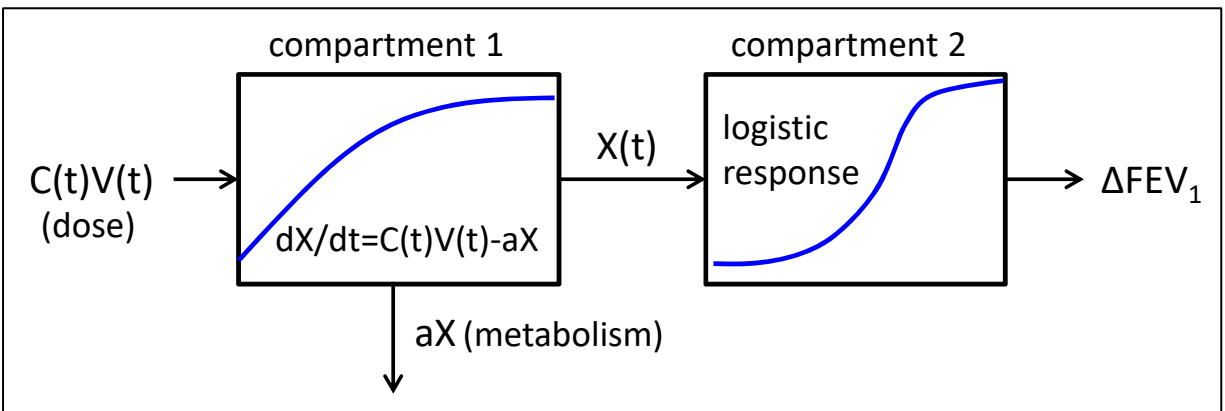 compartment 1
compartment 2
C(t)V(t)
(dose)
dX/dt=C(t)V(t)-aX
X(t)
logistic
response
ΔFEV₁
aX (metabolism)